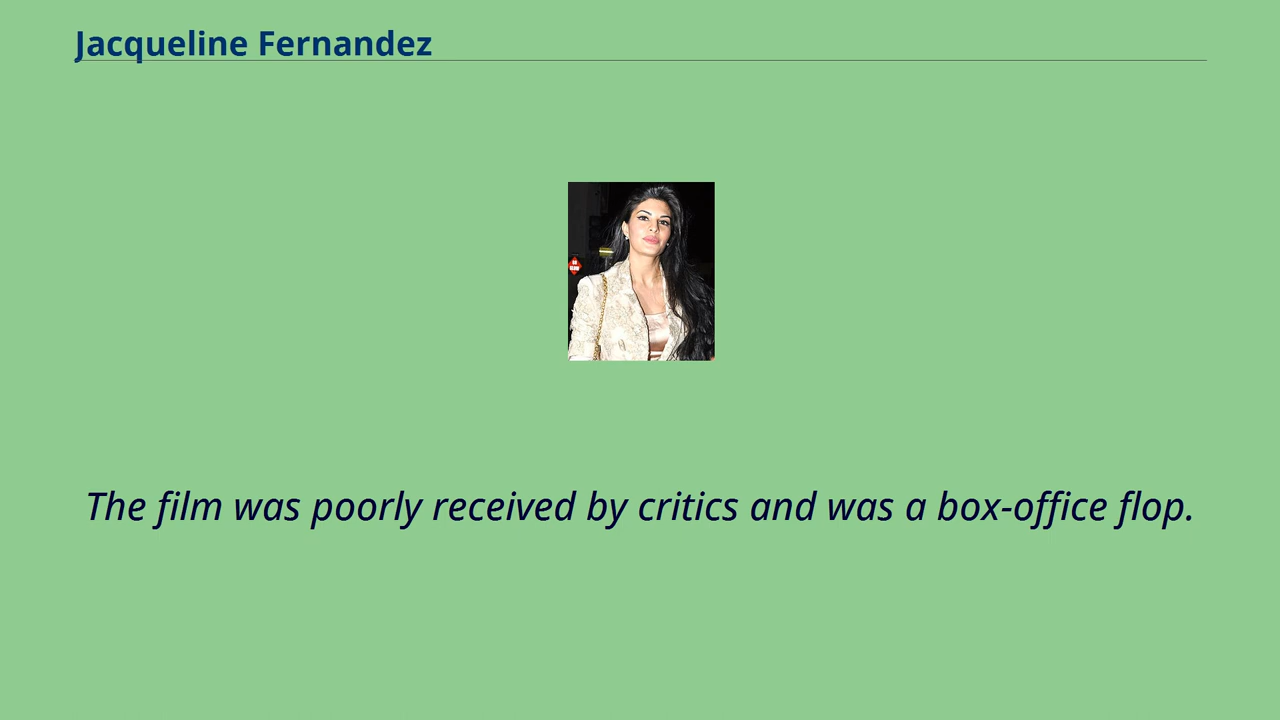 Jacqueline Fernandez
The film was poorly received by critics and was a box-office flop.